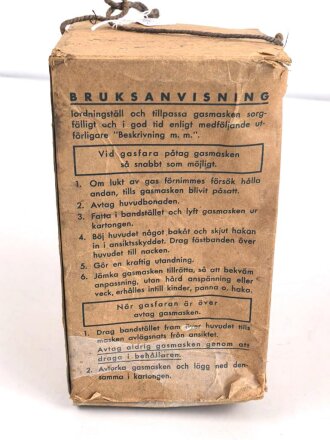 BRUKSANVISNING
Iordningställ och tillpassa gasmasken sorg-
fälligt och i god tid enligt medföljande ut-
förligare "Beskrivning m. m.".
Vid gasfara påtag gasmasken
så snabbt som möjligt.
1. Om lukt av gas förnimmes försök hålla
andan, tills gasmasken blivit påsatt.
2. Avtag huvudbonaden.
3. Fatta i bandstället och lyft gasmasken ur
kartongen.
4. Böj huvudet något bakåt och skjut hakan
in i ansiktsskyddet. Drag fästbanden över
huvudet till nacken.
5. Gör en kraftig utandning.
6. Jämka gasmasken tillrätta, så att bekväm
anpassning, utan hård anspänning eller
veck, erhålles intill kinder, panna o. haka.
När gasfaran är över
avtag gasmasken.
1. Drag bandstället fram över huvudet tills
masken avlägsnats från ansiktet.
Avtag aldrig gasmasken genom att
draga i behållaren.
2. Avtorka gasmasken och lägg ned den-
samma i kartongen.